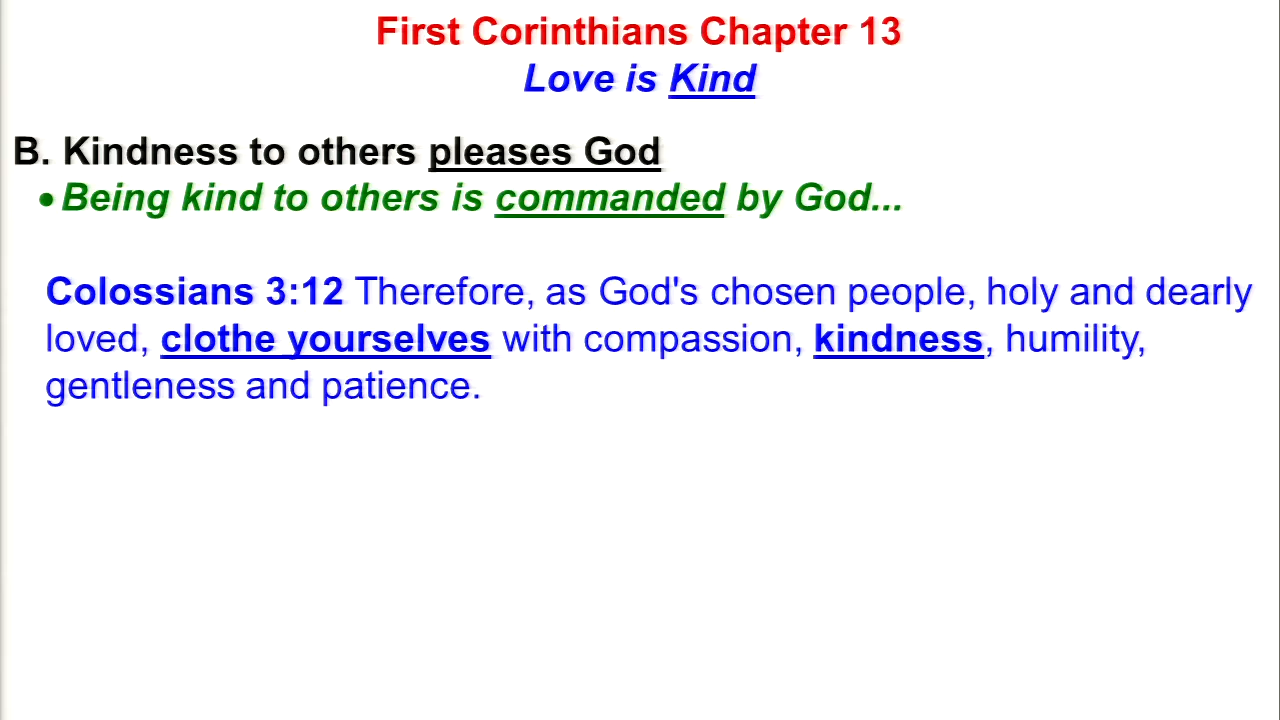 First Corinthians Chapter 13
Love is Kind
B. Kindness to others pleases God
• Being kind to others is commanded by God...
Colossians 3:12 Therefore, as God's chosen people, holy and dearly
loved, clothe yourselves with compassion, kindness, humility,
gentleness and patience.